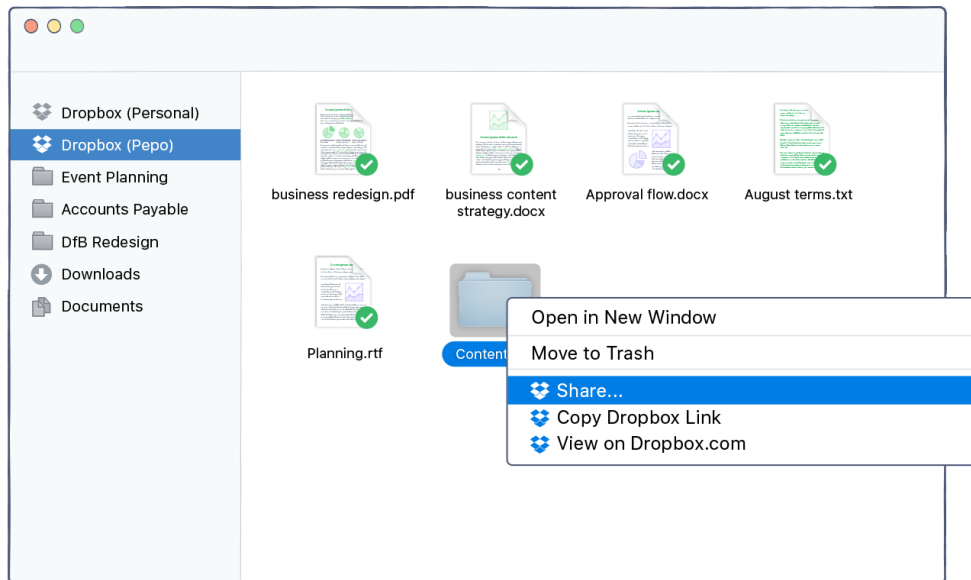 Dropbox (Personal)
Dropbox (Pepo)
Event Planning
Accounts Payable
DfB Redesign
Downloads
Documents
business redesign.pdf
business content
strategy.docx
Approval flow.docx
August terms.txt
Planning.rtf
Content
Open in New Window
Move to Trash
Share...
Copy Dropbox Link
View on Dropbox.com